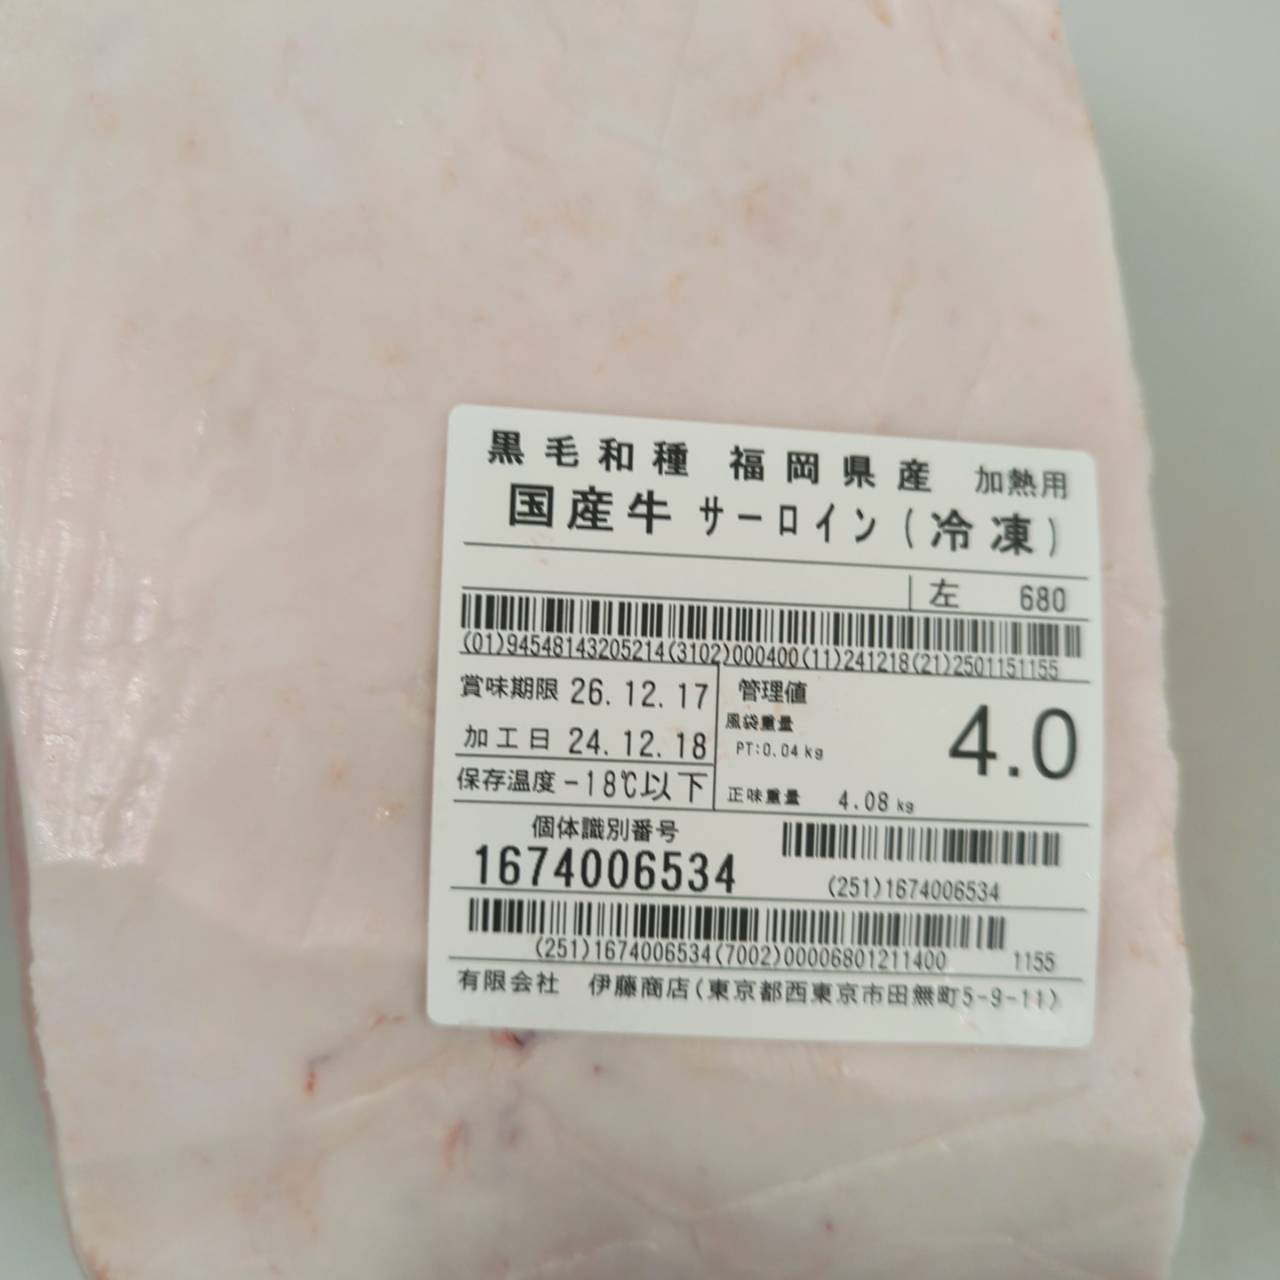 黒毛和種 福岡県産 加熱用
国産牛 サーロイン(冷凍)
左 680
(01)94548143205214(3102)000400(11)241218(21)2501151155
賞味期限 26.12.17
加工日 24.12.18
保存温度 -18℃以下
管理値 4.0
風袋重量
PT:0.04kg
正味重量 4.08kg
個体識別番号
1674006534
(251)1674006534
(251)1674006534(7002)00006801211400 1155
有限会社 伊藤商店(東京都西東京市田無町5-9-11)